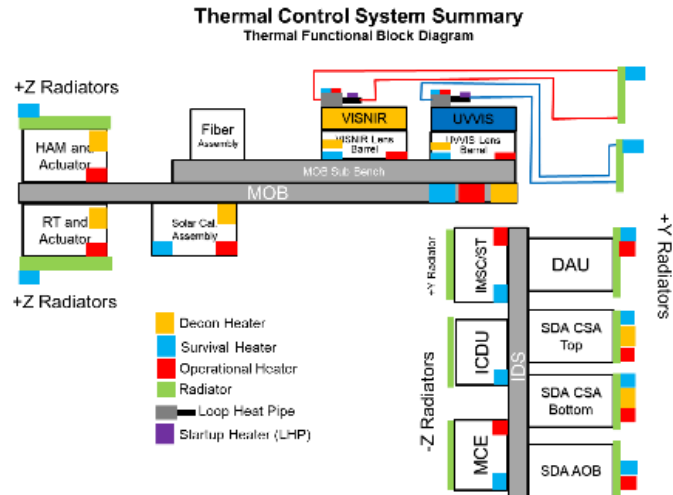 Thermal Control System Summary
Thermal Functional Block Diagram
+Z Radiators
HAM and
Actuator
Fiber
Assembly
VISNIR
VISNIR Lens
Barrel
UVVIS
UVVIS Lens
Barrel
MOB Sub Bench
MOB
RT and
Actuator
Solar Cal.
Assembly
+Z Radiators
+Y Radiator
IMSC/ST
IDS
DAU
+Y Radiators
ICDU
SDA CSA
Top
-Z Radiators
SDA CSA
Bottom
MCE
SDA AOB
Decon Heater
Survival Heater
Operational Heater
Radiator
Loop Heat Pipe
Startup Heater (LHP)